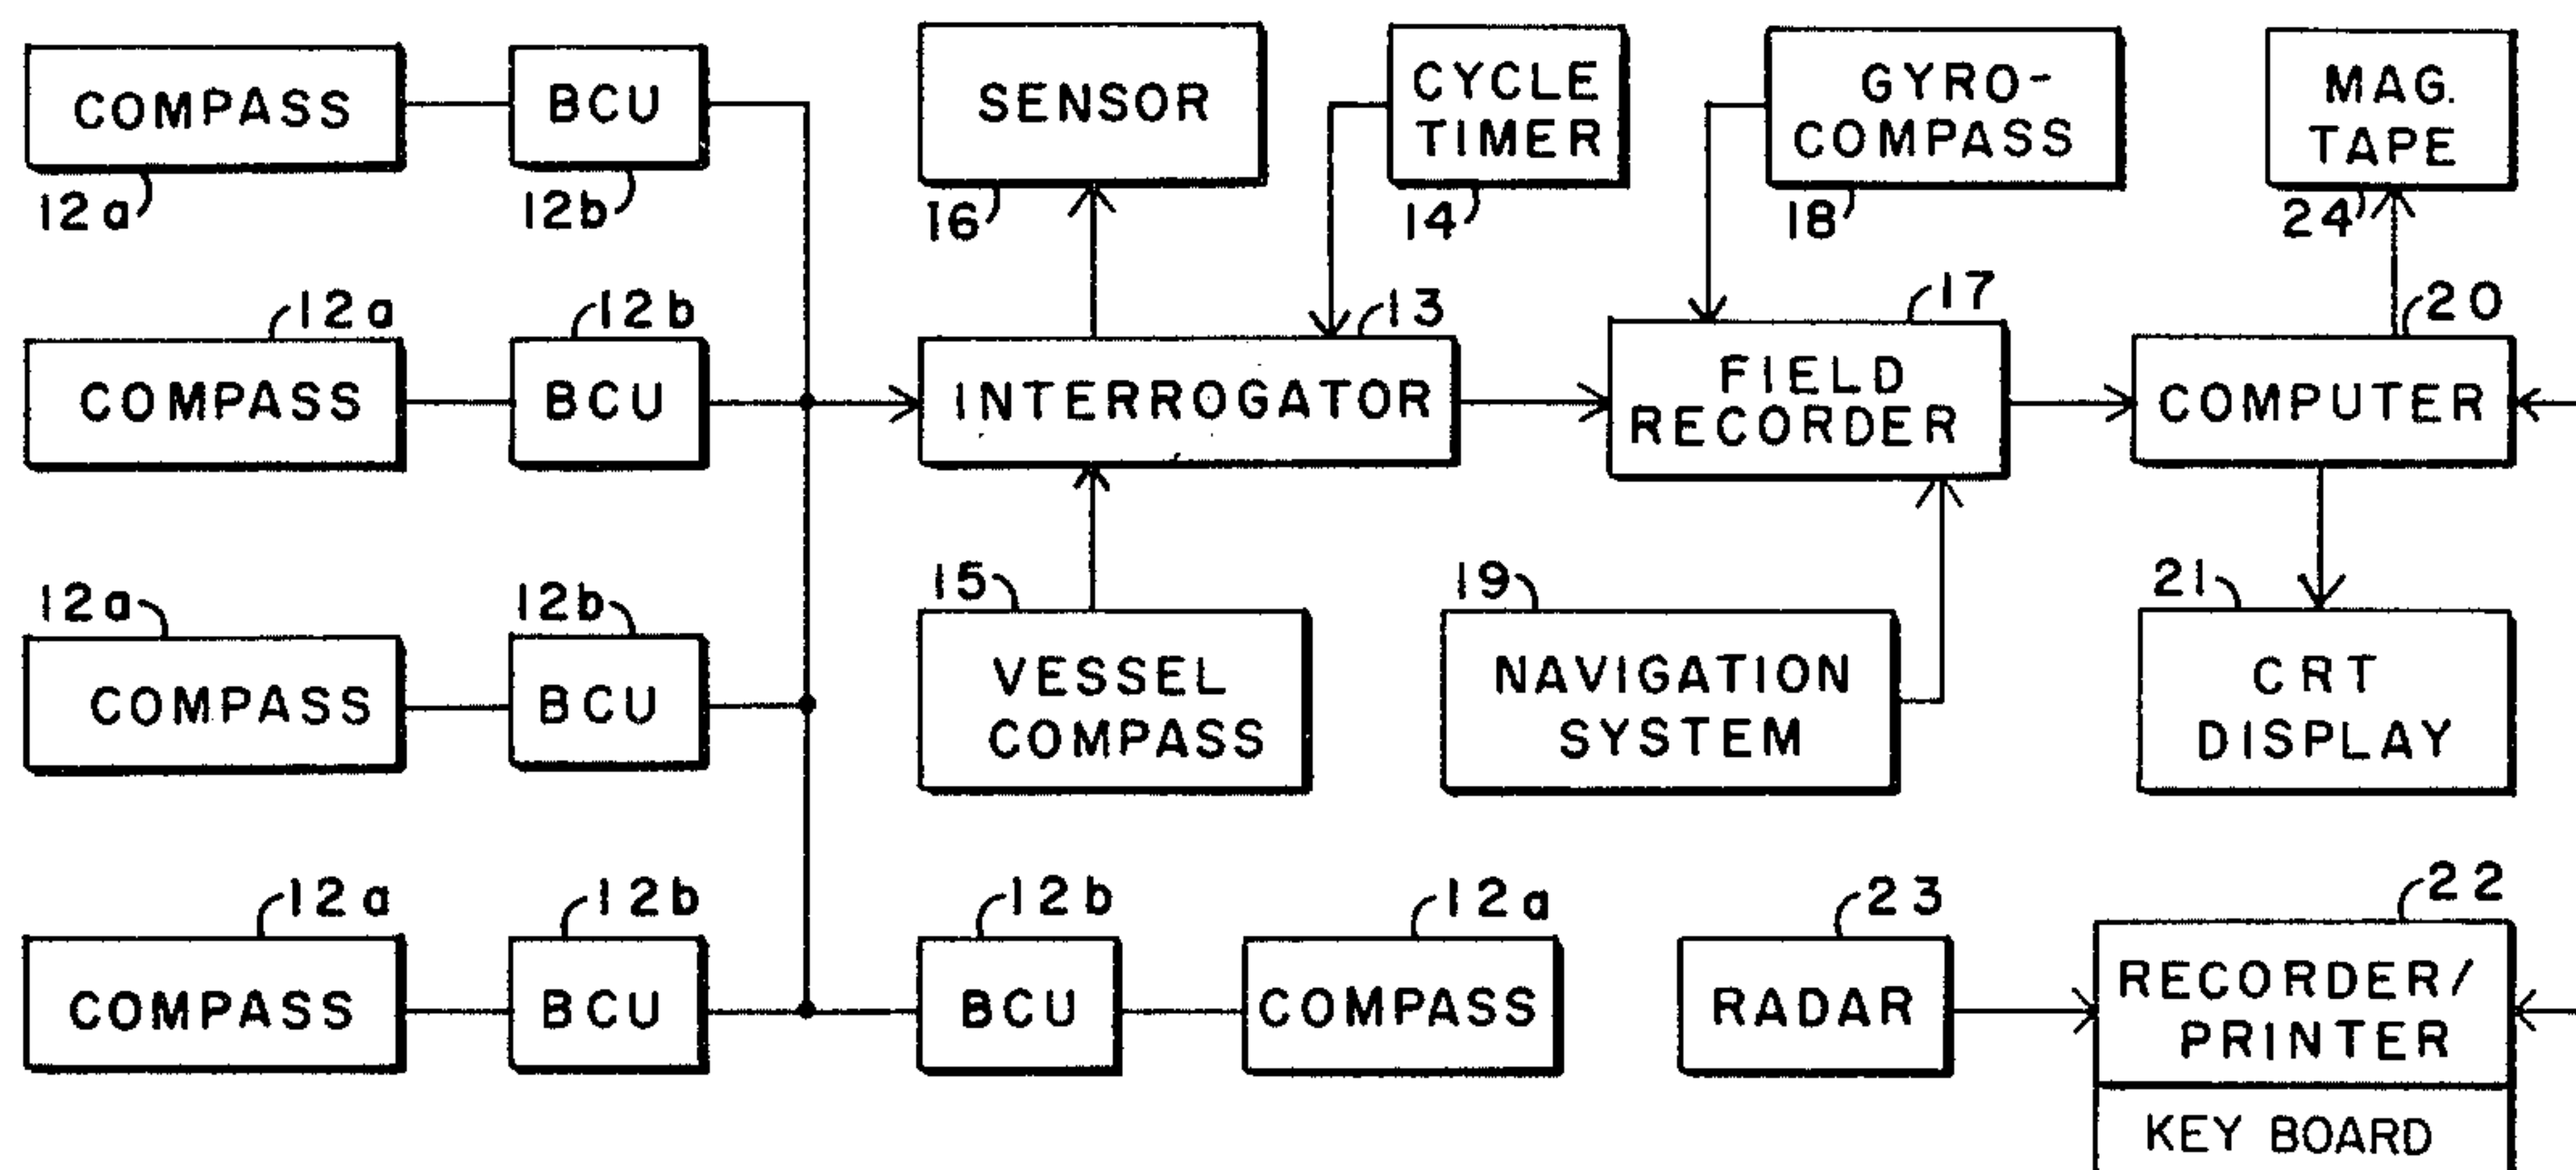 COMPASS
12a
BCU
12b
SENSOR
16
CYCLE
TIMER
14
GYRO-
COMPASS
18
MAG.
TAPE
24
COMPASS
12a
BCU
12b
INTERROGATOR
13
FIELD
RECORDER
17
COMPUTER
20
12a
COMPASS
12b
BCU
15
VESSEL
COMPASS
19
NAVIGATION
SYSTEM
21
CRT
DISPLAY
12a
COMPASS
12b
BCU
12b
BCU
12a
COMPASS
23
RADAR
22
RECORDER/
PRINTER
KEY BOARD